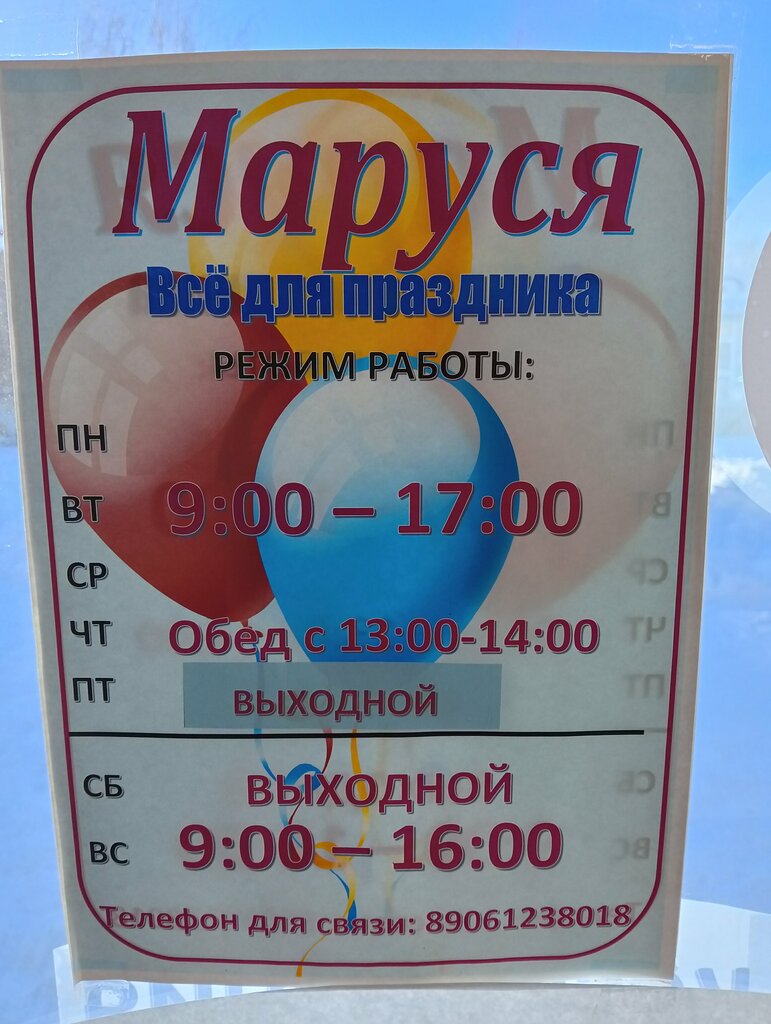 Маруся
Всё для праздника
РЕЖИМ РАБОТЫ:
ПН
ВТ 9:00 – 17:00
СР
ЧТ Обед с 13:00-14:00
ПТ ВЫХОДНОЙ
СБ ВЫХОДНОЙ
ВС 9:00 – 16:00
Телефон для связи: 89061238018